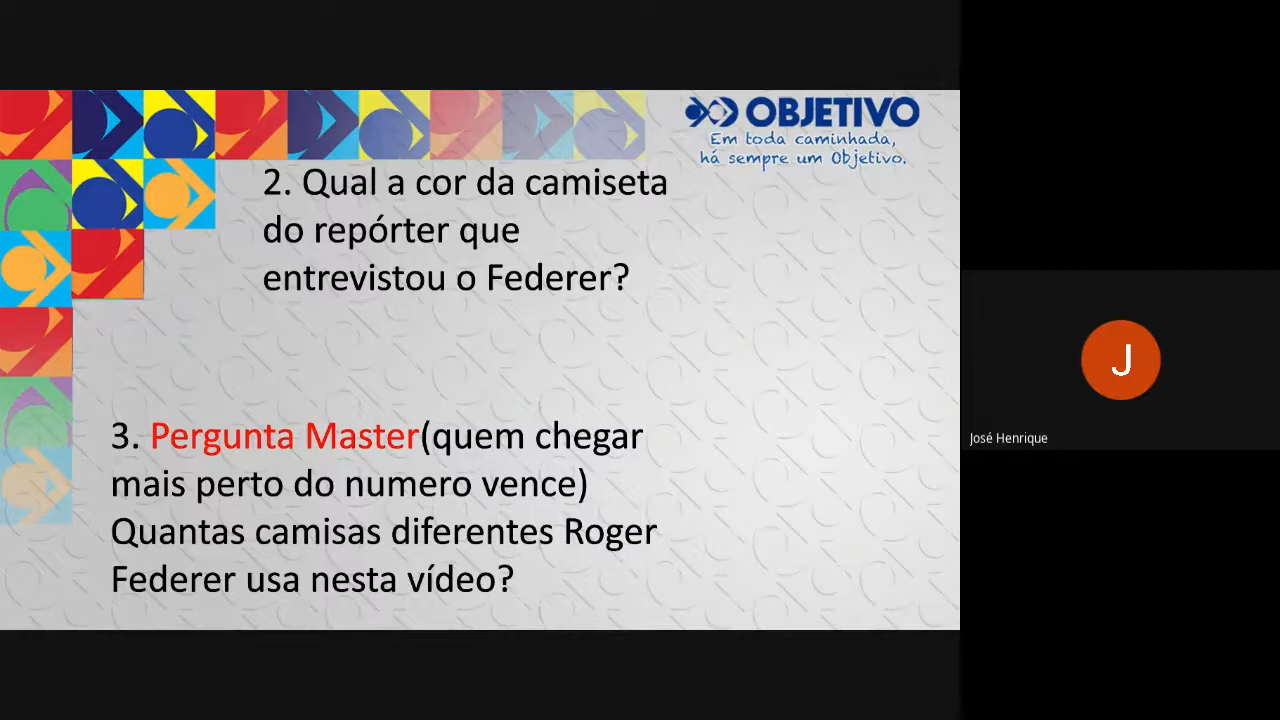 OBJETIVO
Em toda caminhada,
há sempre um Objetivo.
2. Qual a cor da camiseta
do repórter que
entrevistou o Federer?
3. Pergunta Master(quem chegar
mais perto do numero vence)
Quantas camisas diferentes Roger
Federer usa nesta vídeo?
J
José Henrique